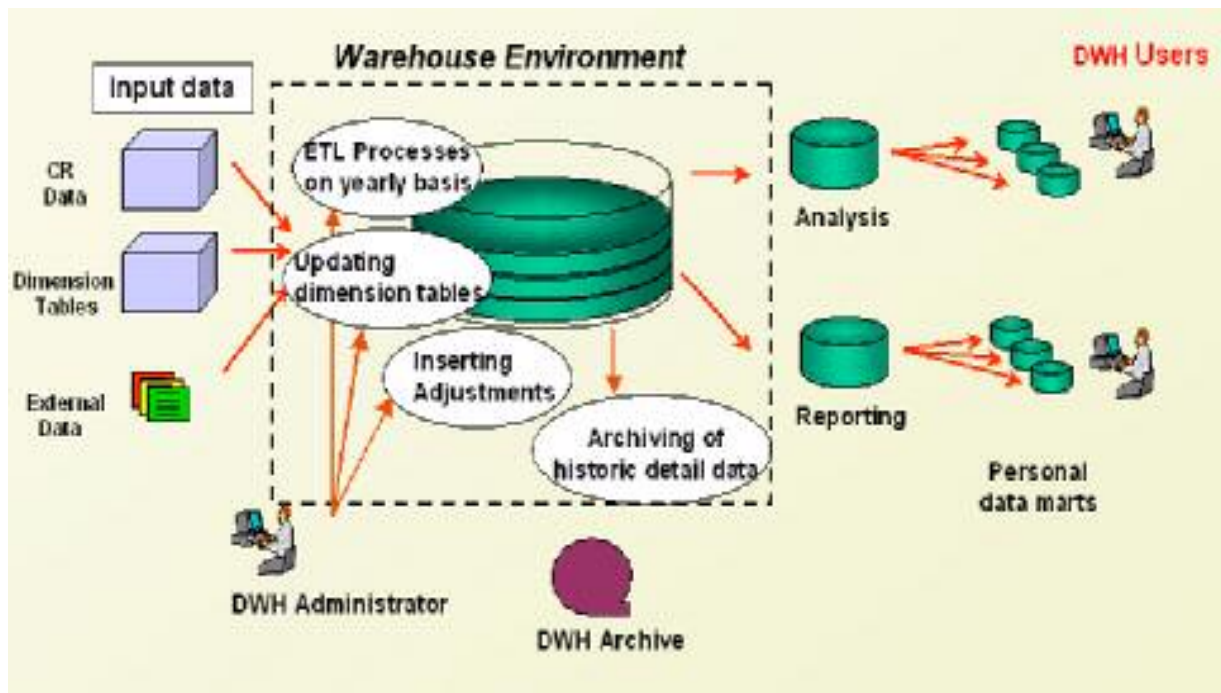 Warehouse Environment
DWH Users
Input data
CR
Data
Dimension
Tables
External
Data
ETL Processes
on yearly basis
Updating
dimension tables
Inserting
Adjustments
Archiving of
historic detail data
Analysis
Reporting
Personal
data marts
DWH Administrator
DWH Archive